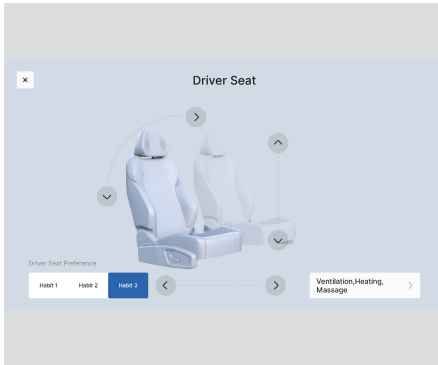 Driver Seat
Driver Seat Preference
Habit 1
Habit 2
Habit 3
Ventilation,Heating,
Massage